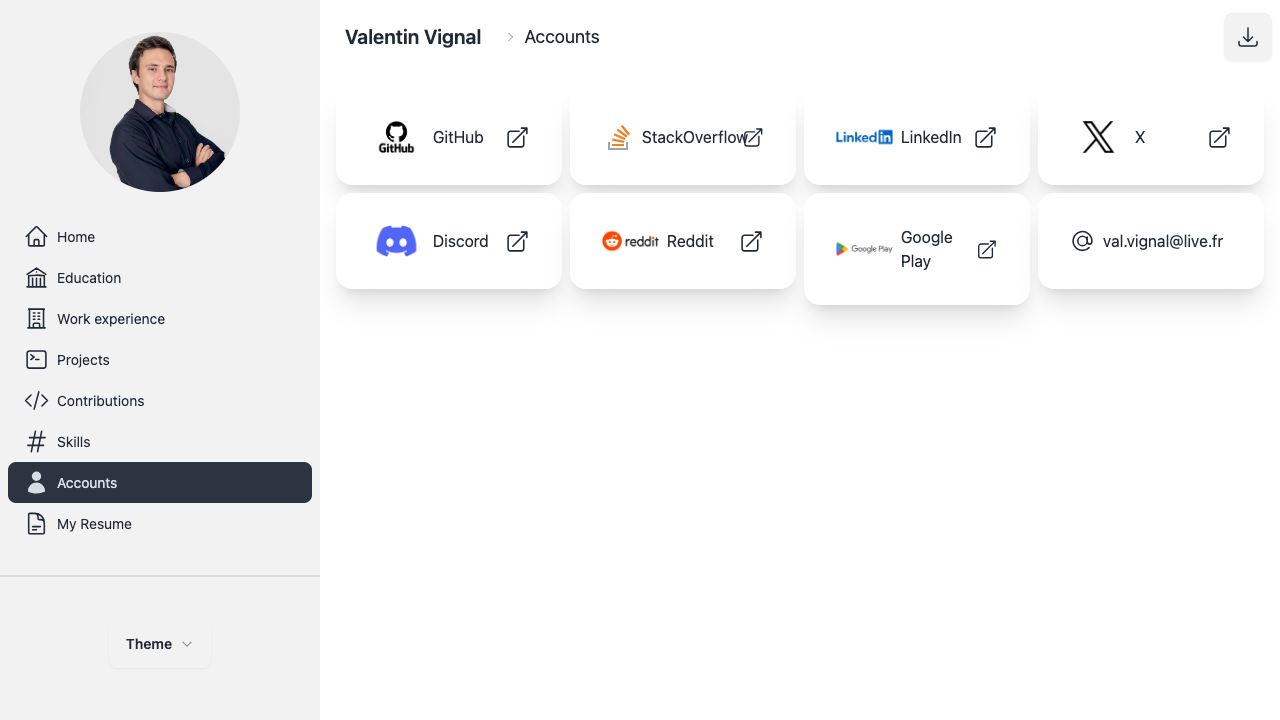 Valentin Vignal
Accounts
Home
Education
Work experience
Projects
Contributions
Skills
Accounts
My Resume
Theme
GitHub GitHub
StackOverflow
Linkedin LinkedIn
X
Discord
reddit Reddit
Google Play Google
Play
val.vignal@live.fr